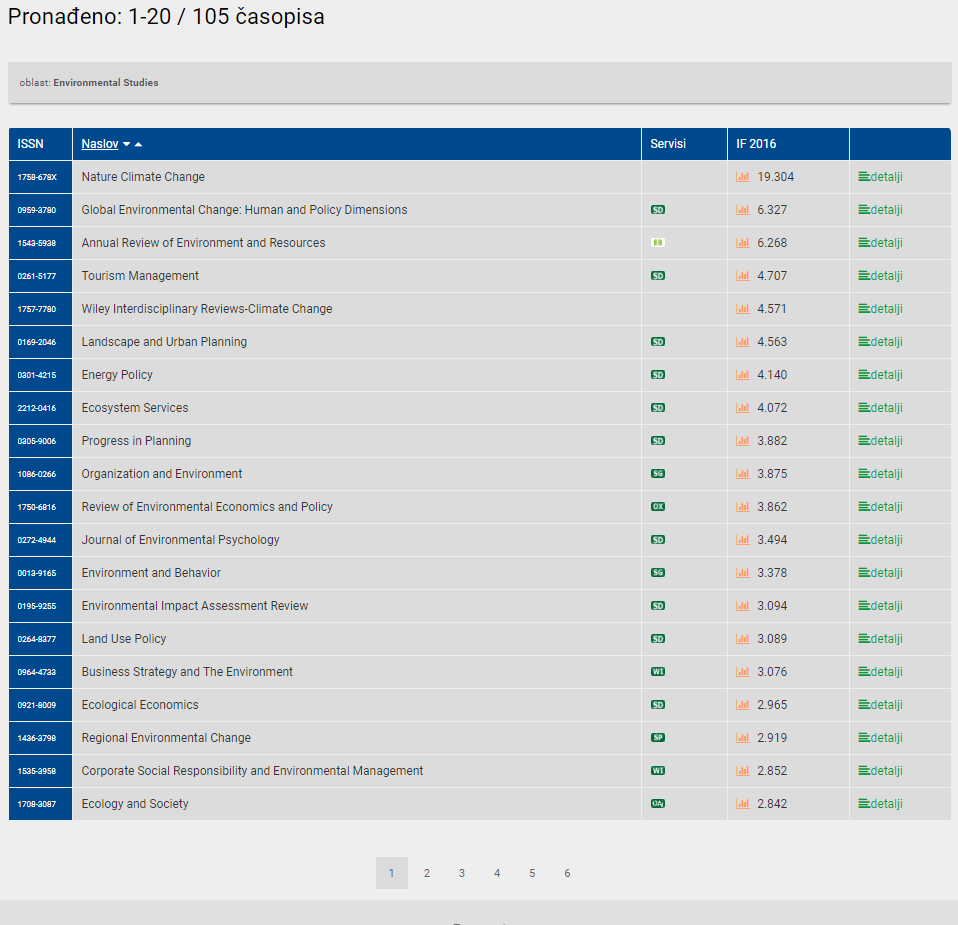 Pronađeno: 1-20 / 105 časopisa
oblast: Environmental Studies
ISSN Naslov Servisi IF 2016
1758-678X Nature Climate Change 19.304 detalji
0959-3780 Global Environmental Change: Human and Policy Dimensions SD 6.327 detalji
1543-5938 Annual Review of Environment and Resources EB 6.268 detalji
0261-5177 Tourism Management SD 4.707 detalji
1757-7780 Wiley Interdisciplinary Reviews-Climate Change 4.571 detalji
0169-2046 Landscape and Urban Planning SD 4.563 detalji
0301-4215 Energy Policy SD 4.140 detalji
2212-0416 Ecosystem Services SD 4.072 detalji
0305-9006 Progress in Planning SD 3.882 detalji
1086-0266 Organization and Environment SG 3.875 detalji
1750-6816 Review of Environmental Economics and Policy OX 3.862 detalji
0272-4944 Journal of Environmental Psychology SD 3.494 detalji
0013-9165 Environment and Behavior SG 3.378 detalji
0195-9255 Environmental Impact Assessment Review SD 3.094 detalji
0264-8377 Land Use Policy SD 3.089 detalji
0964-4733 Business Strategy and The Environment WI 3.076 detalji
0921-8009 Ecological Economics SD 2.965 detalji
1436-3798 Regional Environmental Change SP 2.919 detalji
1535-3958 Corporate Social Responsibility and Environmental Management WI 2.852 detalji
1708-3087 Ecology and Society OAj 2.842 detalji
1 2 3 4 5 6